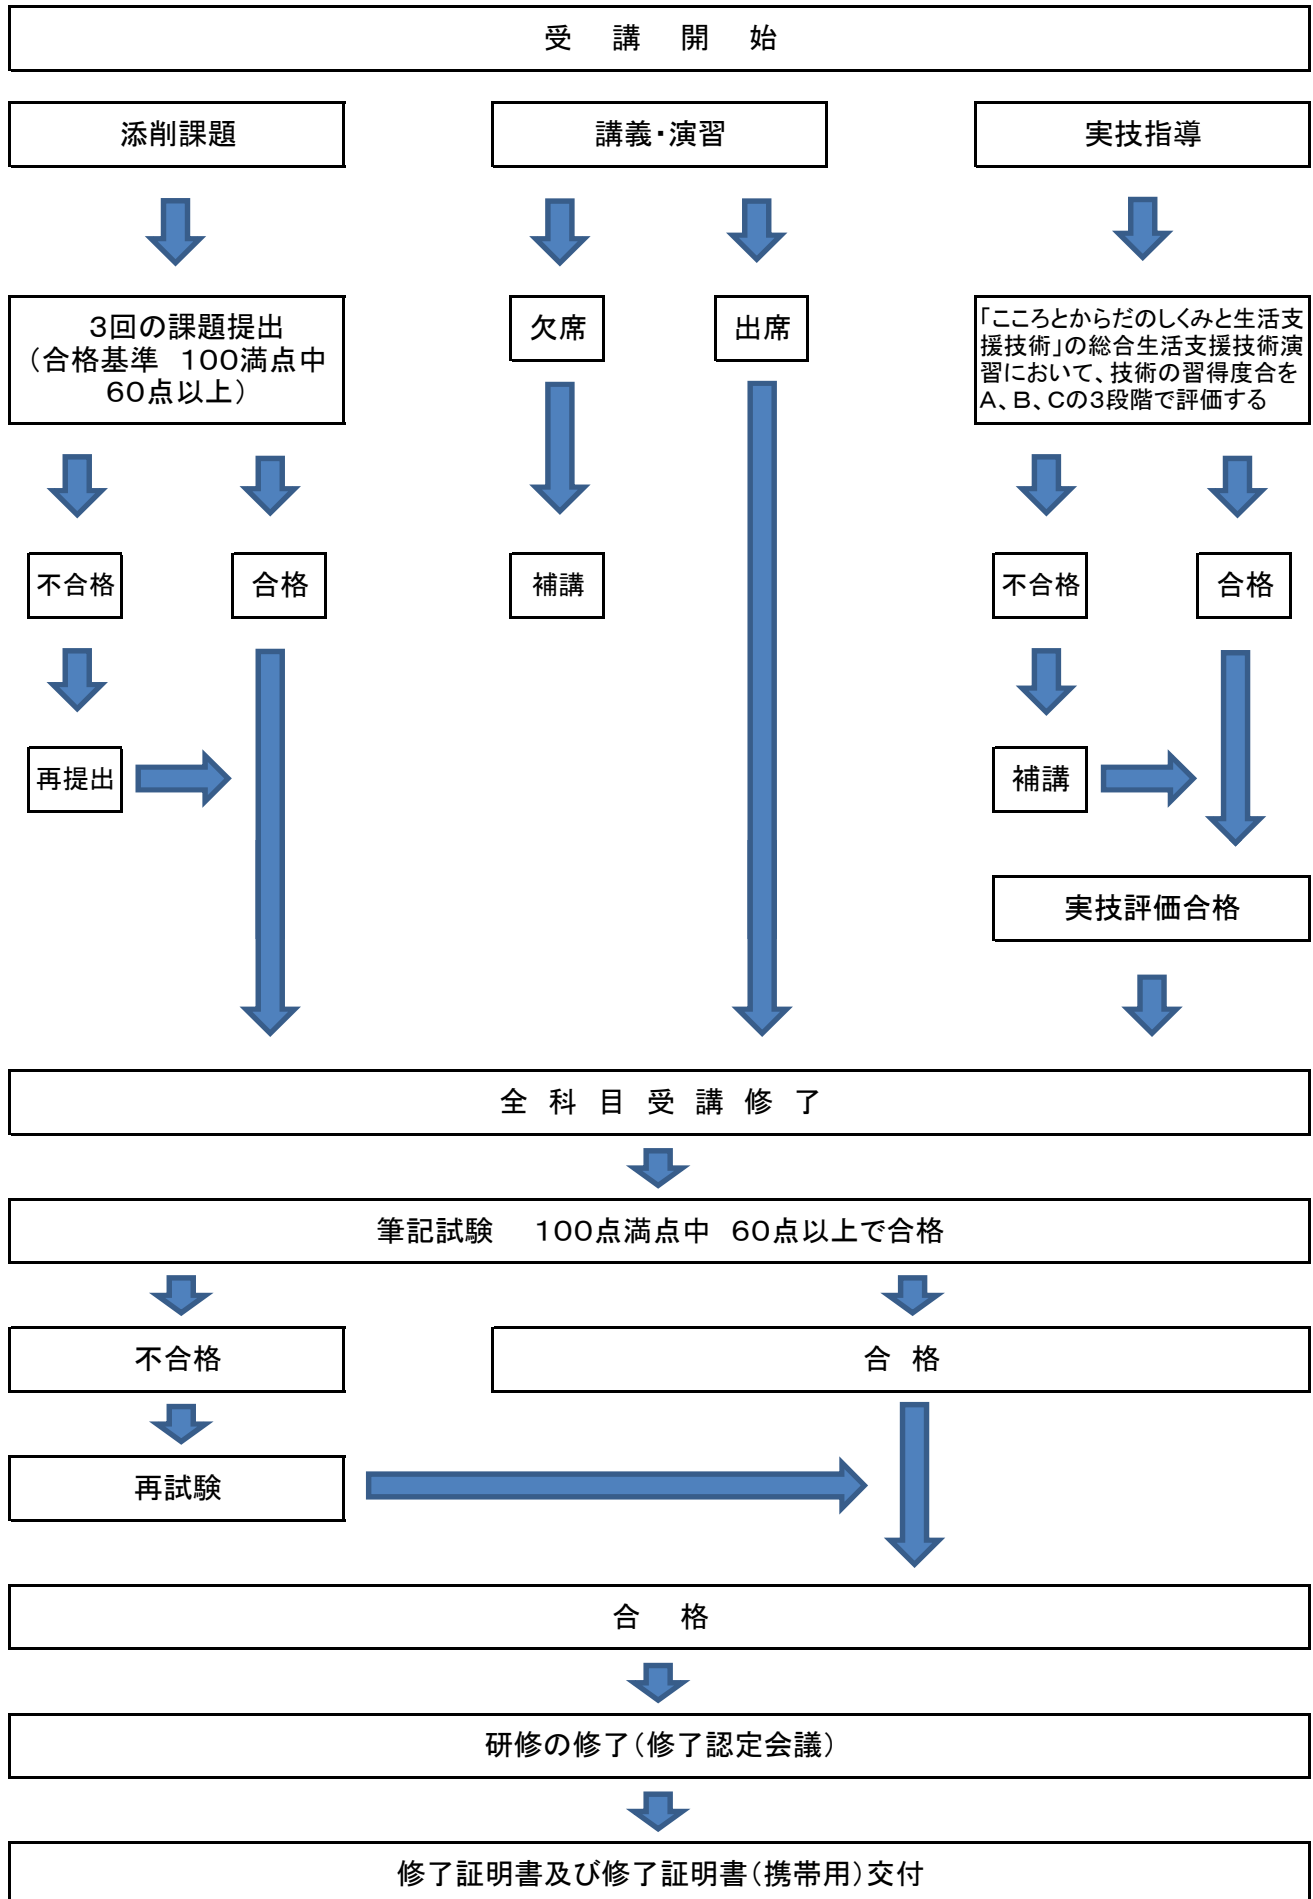 受 講 開 始
添削課題
講義・演習
実技指導
3回の課題提出
(合格基準 100満点中
60点以上)
欠席
出席
「こころとからだのしくみと生活支
援技術」の総合生活支援技術演
習において、技術の習得度合を
A、B、Cの3段階で評価する
不合格
合格
補講
不合格
合格
再提出
補講
実技評価合格
全 科 目 受 講 修 了
筆記試験 100点満点中 60点以上で合格
不合格
合 格
再試験
合 格
研修の修了(修了認定会議)
修了証明書及び修了証明書(携帯用)交付